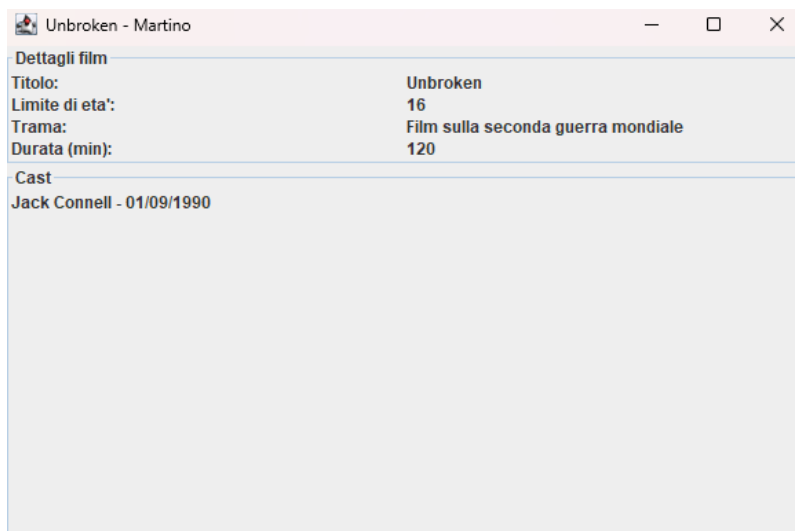 Unbroken - Martino
Dettagli film
Titolo: Unbroken
Limite di eta': 16
Trama: Film sulla seconda guerra mondiale
Durata (min): 120
Cast
Jack Connell - 01/09/1990